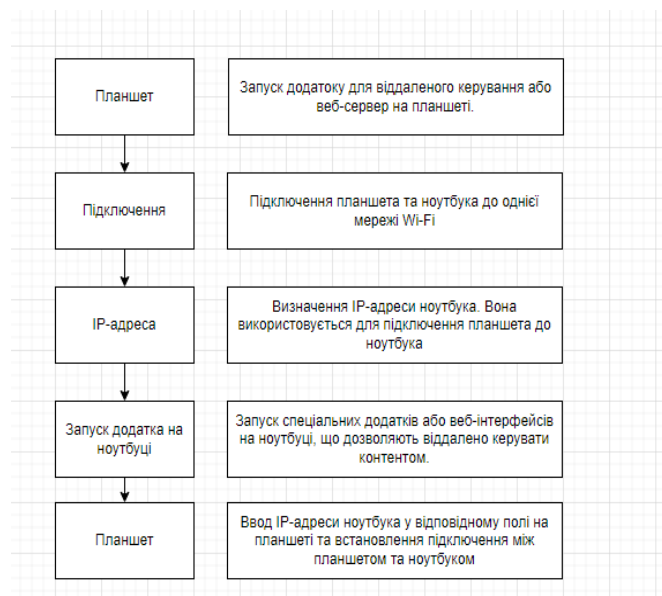 Планшет
Запуск додатоку для віддаленого керування або
веб-сервер на планшеті.
Підключення
Підключення планшета та ноутбука до однієї
мережі Wi-Fi
IP-адреса
Визначення IP-адреси ноутбука. Вона
використовується для підключення планшета до
ноутбука
Запуск додатка на
ноутбуці
Запуск спеціальних додатків або веб-інтерфейсів
на ноутбуці, що дозволяють віддалено керувати
контентом.
Планшет
Ввод IP-адреси ноутбука у відповідному полі на
планшеті та встановлення підключення між
планшетом та ноутбуком